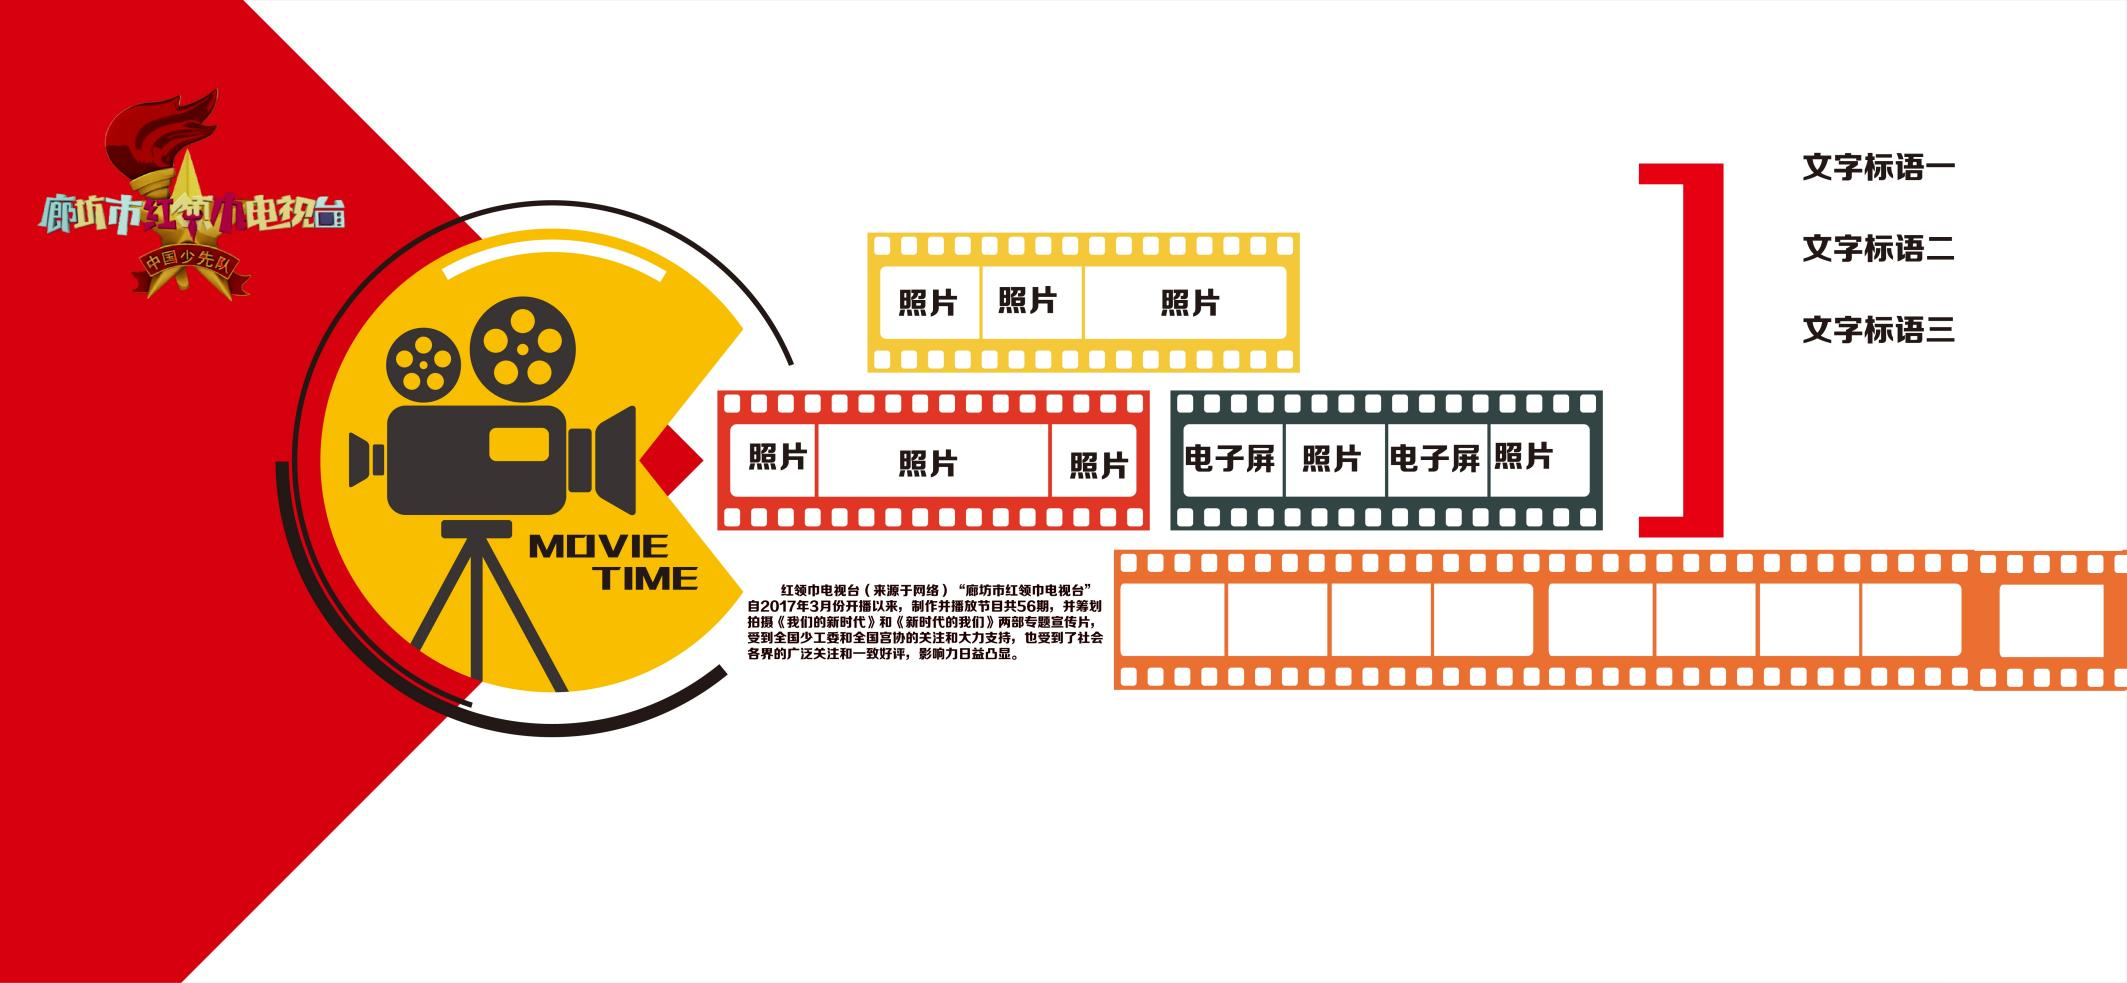 廊坊市红领巾电视台
中国少先队
MOVIE
TIME
照片 照片 照片
照片 照片 照片
电子屏 照片 电子屏 照片
文字标语一
文字标语二
文字标语三
红领巾电视台（来源于网络）“廊坊市红领巾电视台”
自2017年3月份开播以来，制作并播放节目共56期，并筹划
拍摄《我们的新时代》和《新时代的我们》两部专题宣传片，
受到全国少工委和全国宫协的关注和大力支持，也受到了社会
各界的广泛关注和一致好评，影响力日益凸显。